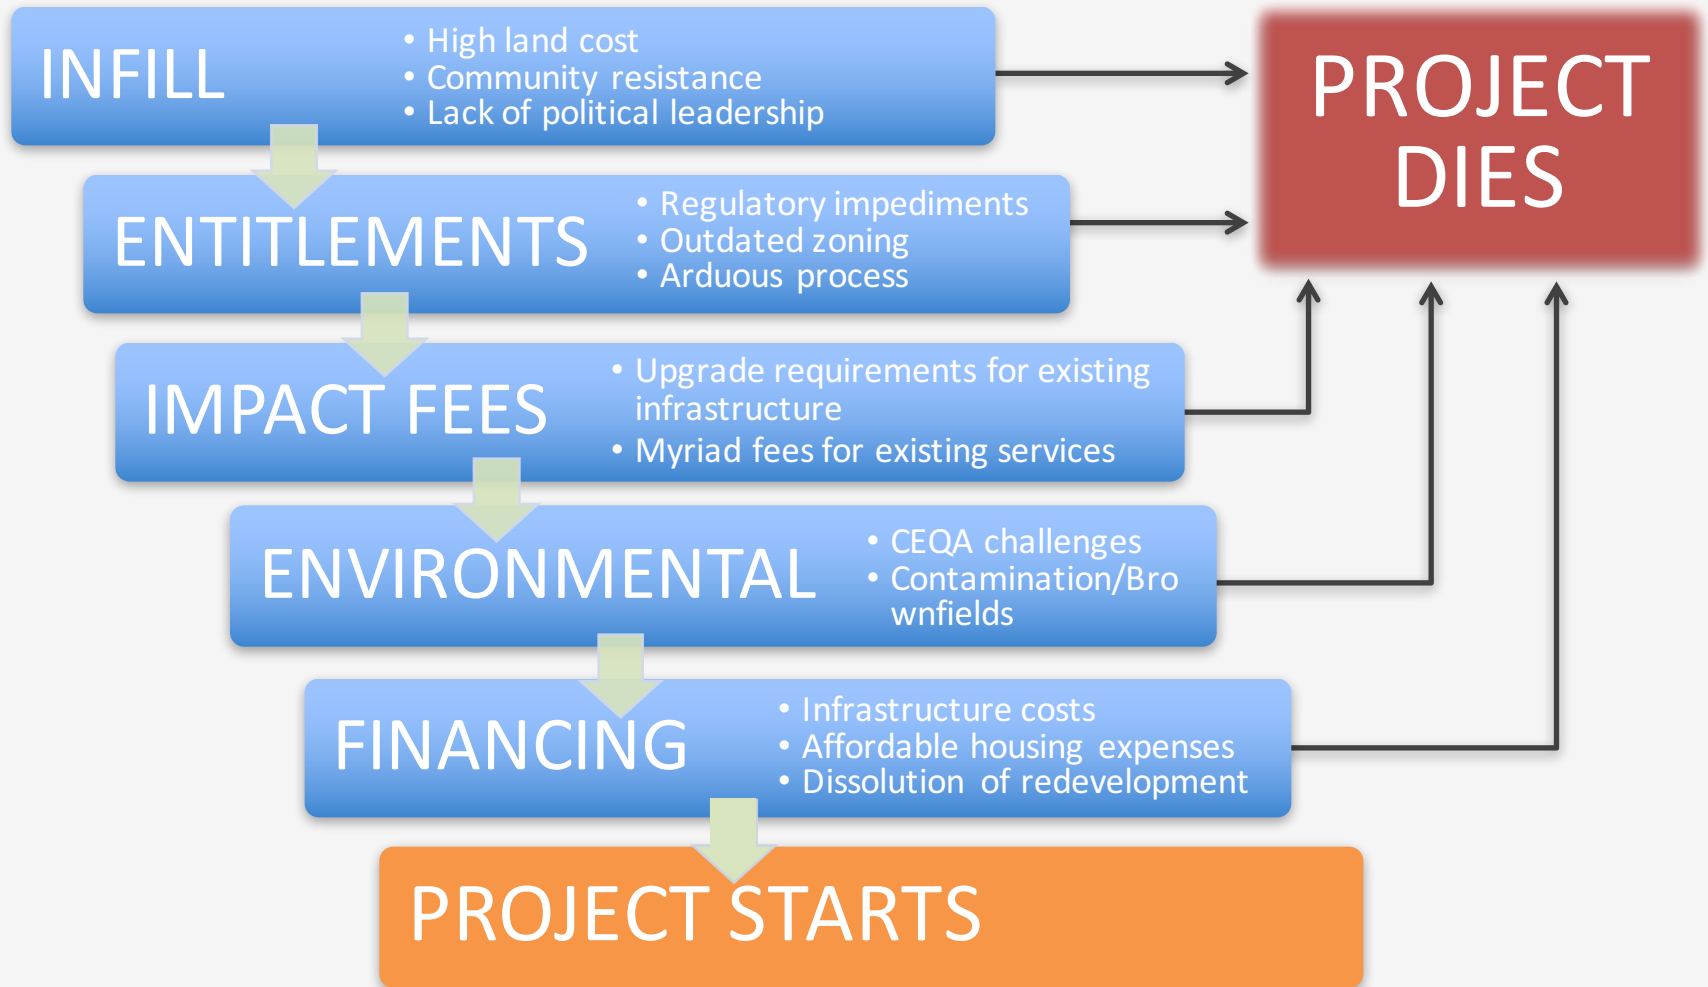 INFILL
• High land cost
• Community resistance
• Lack of political leadership
PROJECT
DIES
ENTITLEMENTS
• Regulatory impediments
• Outdated zoning
• Arduous process
IMPACT FEES
• Upgrade requirements for existing
infrastructure
• Myriad fees for existing services
ENVIRONMENTAL
• CEQA challenges
• Contamination/Bro
wnfields
FINANCING
• Infrastructure costs
• Affordable housing expenses
• Dissolution of redevelopment
PROJECT STARTS